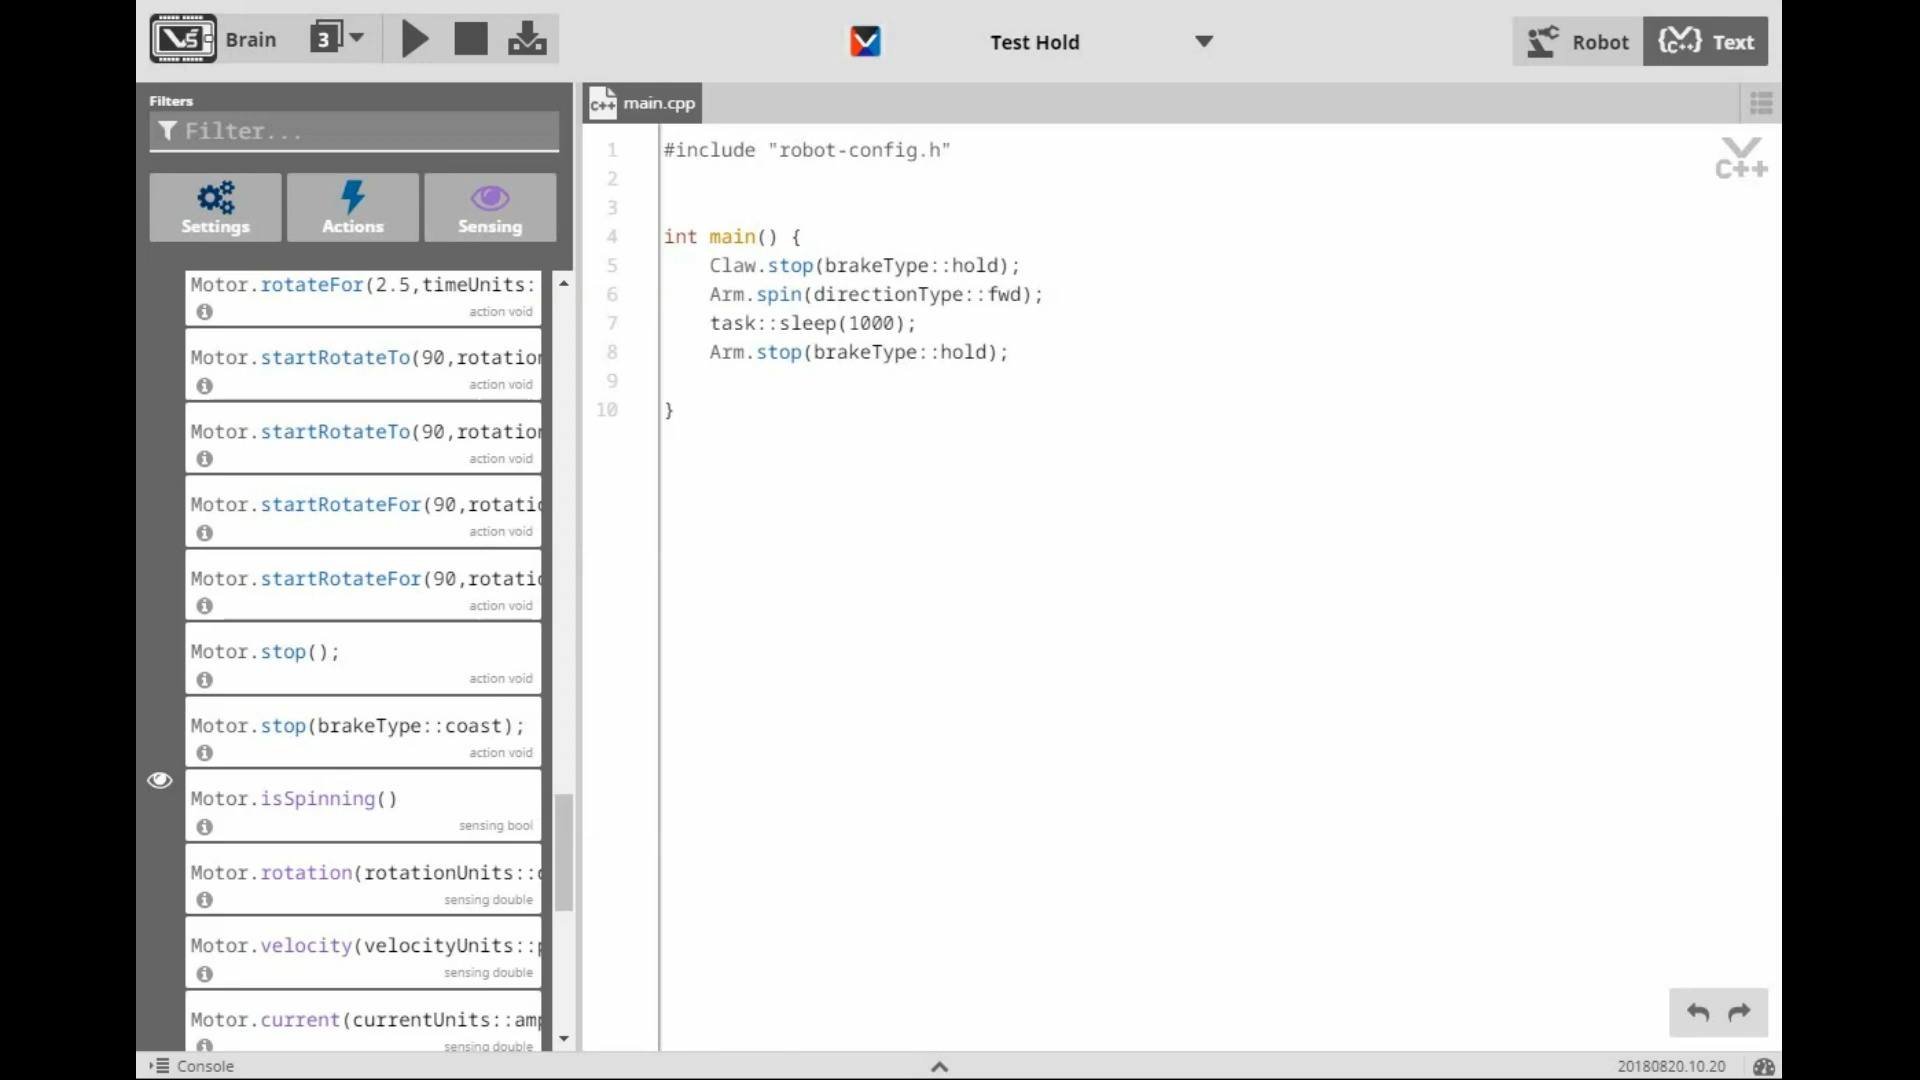 V5 Brain 3 Test Hold Robot {C++} Text
Filters
Filter...
Settings Actions Sensing
Motor.rotateFor(2.5,timeUnits:
action void
Motor.startRotateTo(90,rotation
action void
Motor.startRotateTo(90,rotation
action void
Motor.startRotateFor(90,rotatio
action void
Motor.startRotateFor(90,rotatio
action void
Motor.stop();
action void
Motor.stop(brakeType::coast);
action void
Motor.isSpinning()
sensing bool
Motor.rotation(rotationUnits::
sensing double
Motor.velocity(velocityUnits::p
sensing double
Motor.current(currentUnits::amp
sensing double
C++ main.cpp
C++
1 #include "robot-config.h"
2
3
4 int main() {
5 Claw.stop(brakeType::hold);
6 Arm.spin(directionType::fwd);
7 task::sleep(1000);
8 Arm.stop(brakeType::hold);
9
10 }
Console 20180820.10.20